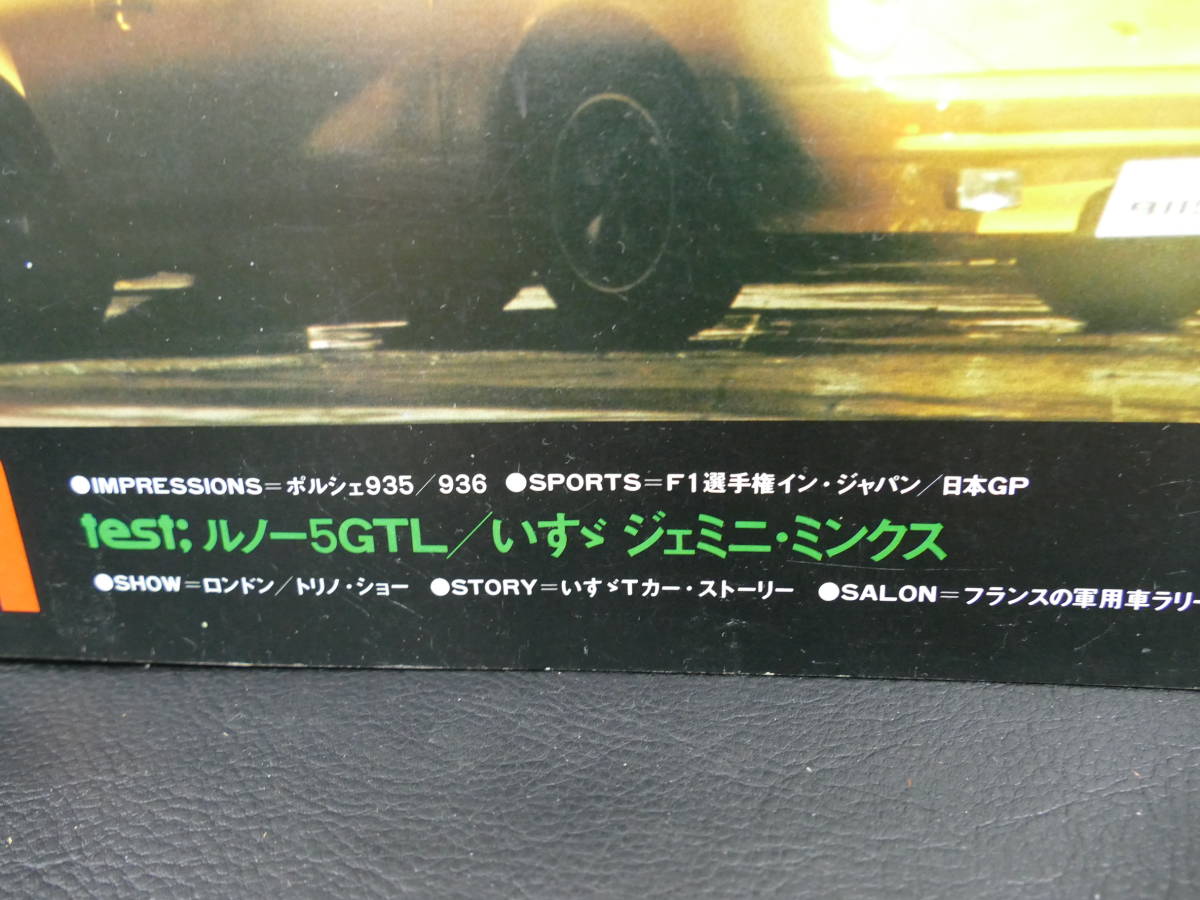 ●IMPRESSIONS=ポルシェ935/936 ●SPORTS=F1選手権イン・ジャパン/日本GP
test; ルノー5GTL/いすゞ ジェミニ・ミンクス
●SHOW=ロンドン/トリノ・ショー ●STORY=いすゞTカー・ストーリー ●SALON=フランスの軍用車ラリー